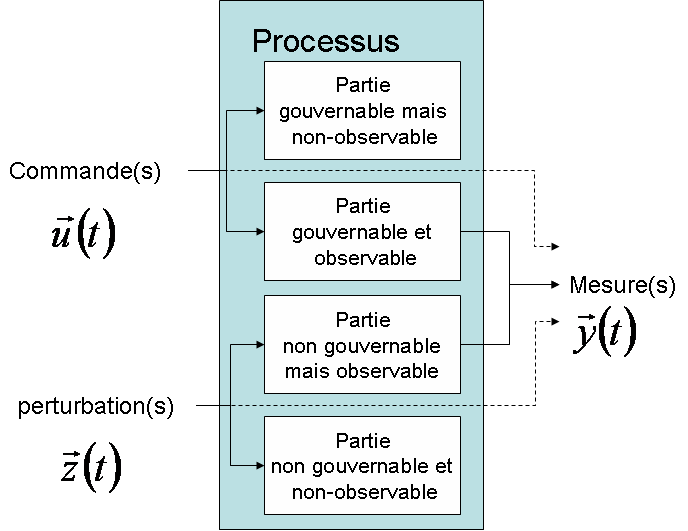 Processus
Partie
gouvernable mais
non-observable
Commande(s)
u⃗(t)
Partie
gouvernable et
observable
Mesure(s)
y⃗(t)
Partie
non gouvernable
mais observable
perturbation(s)
z⃗(t)
Partie
non gouvernable et
non-observable